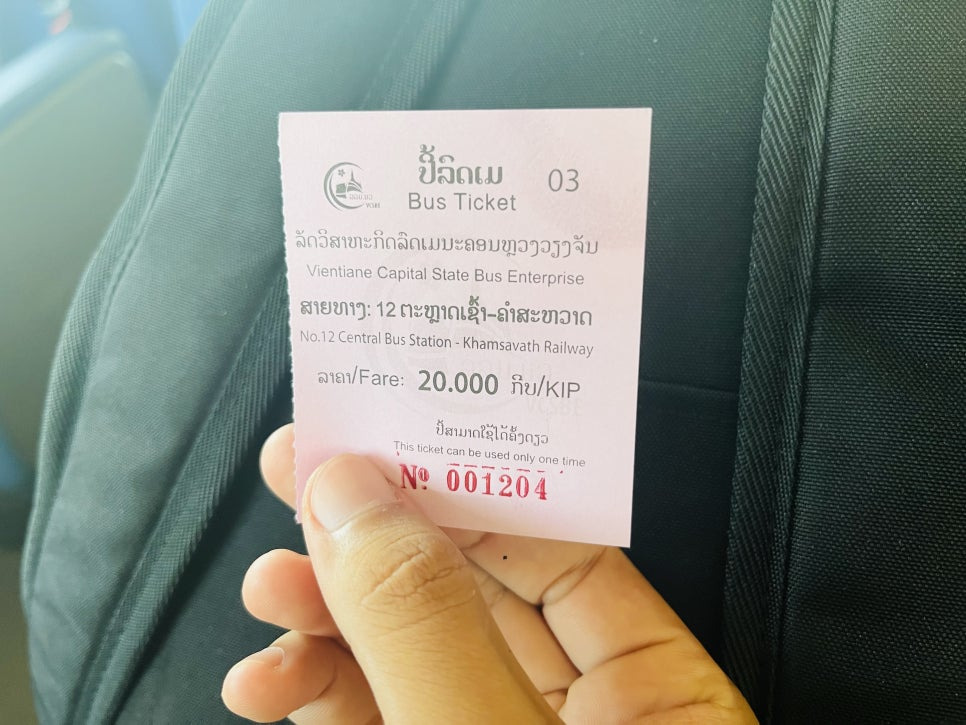 ປີ້ລົດເມ 03
Bus Ticket
VCSBE
ລັດວິສາຫະກິດລົດເມນະຄອນຫຼວງວຽງຈັນ
Vientiane Capital State Bus Enterprise
ສາຍທາງ: 12 ຕະຫຼາດເຊົ້າ-ຄຳສະຫວາດ
No.12 Central Bus Station - Khamsavath Railway
ລາຄາ/Fare: 20.000 ກີບ/KIP
ປີ້ສາມາດໃຊ້ໄດ້ຄັ້ງດຽວ
This ticket can be used only one time
Nº 001204